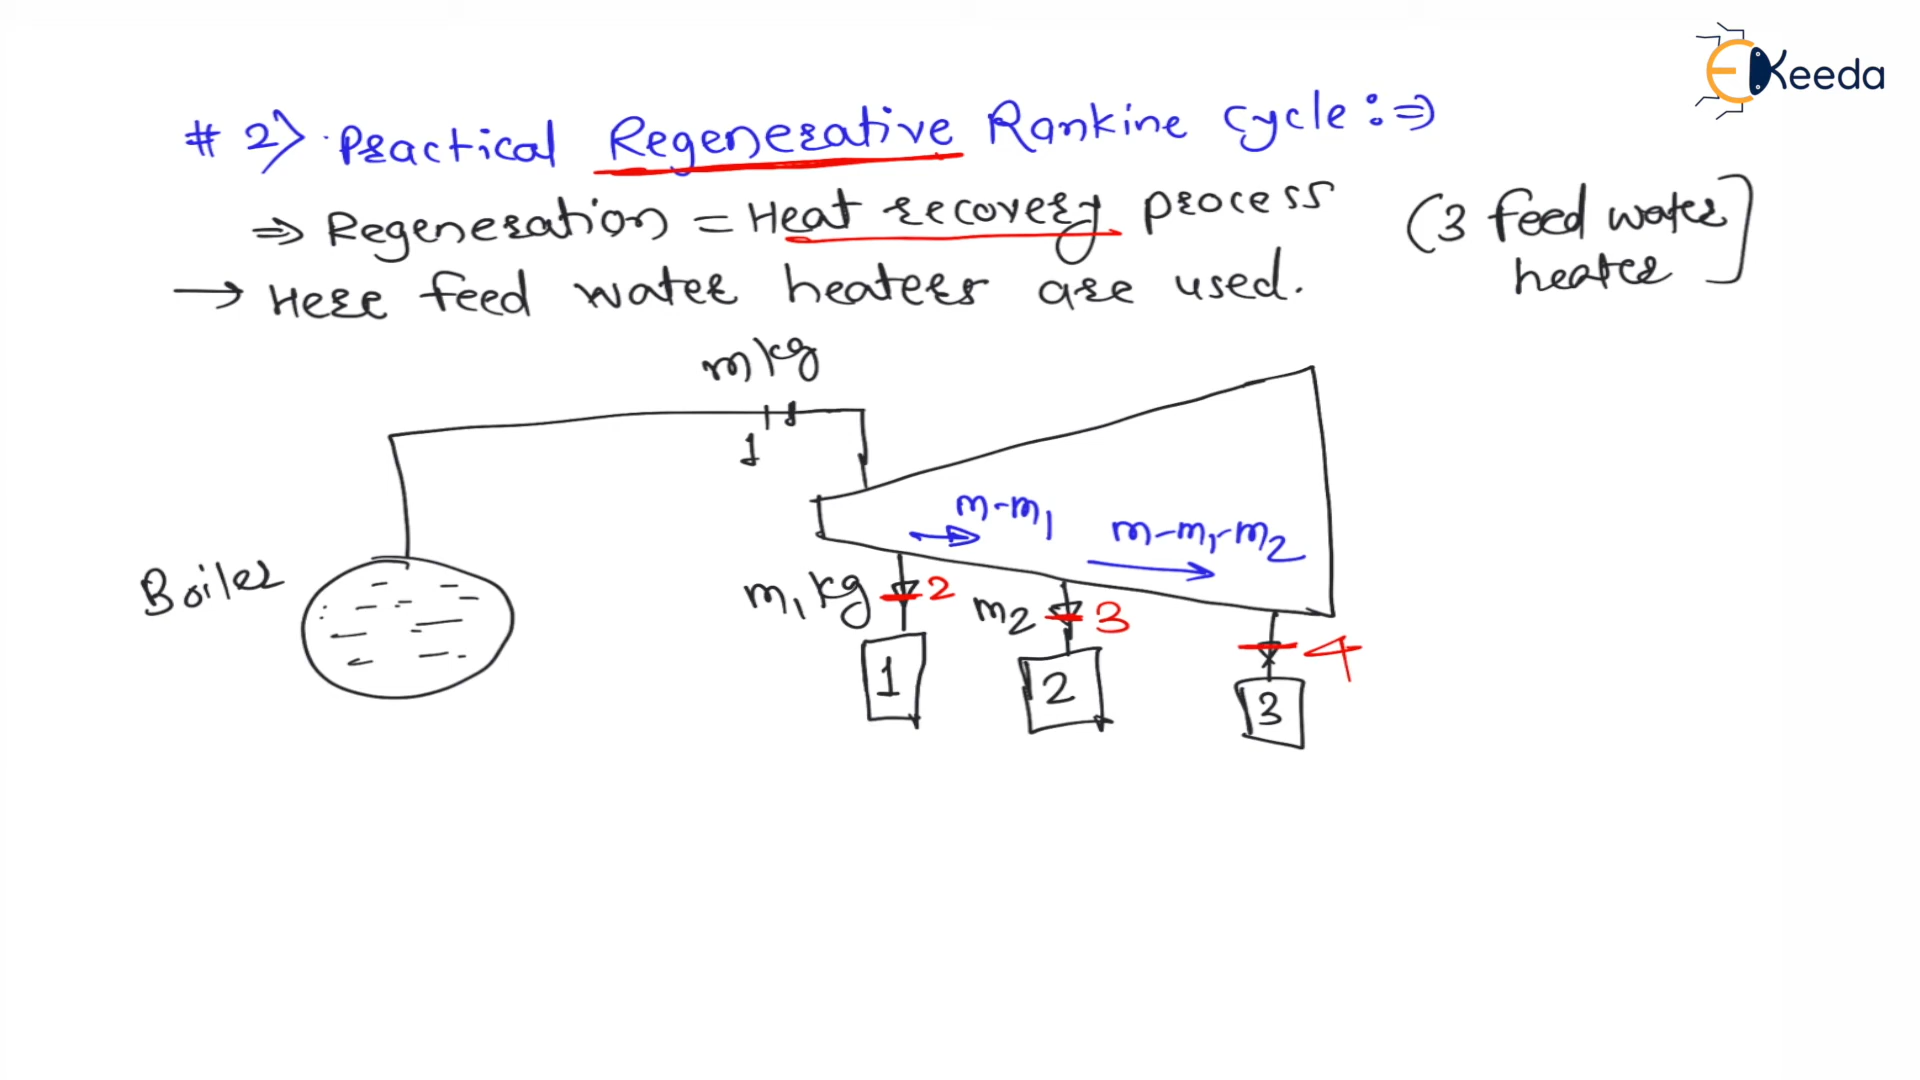 EKeeda
# 2) Practical Regenerative Rankine Cycle :⇒
⇒ Regeneration = Heat recovery process
(3 feed water heater]
→ Here feed water heaters are used.
m kg
1
m-m1
m-m1-m2
Boiler
m1 kg
2
m2
3
4
1
2
3